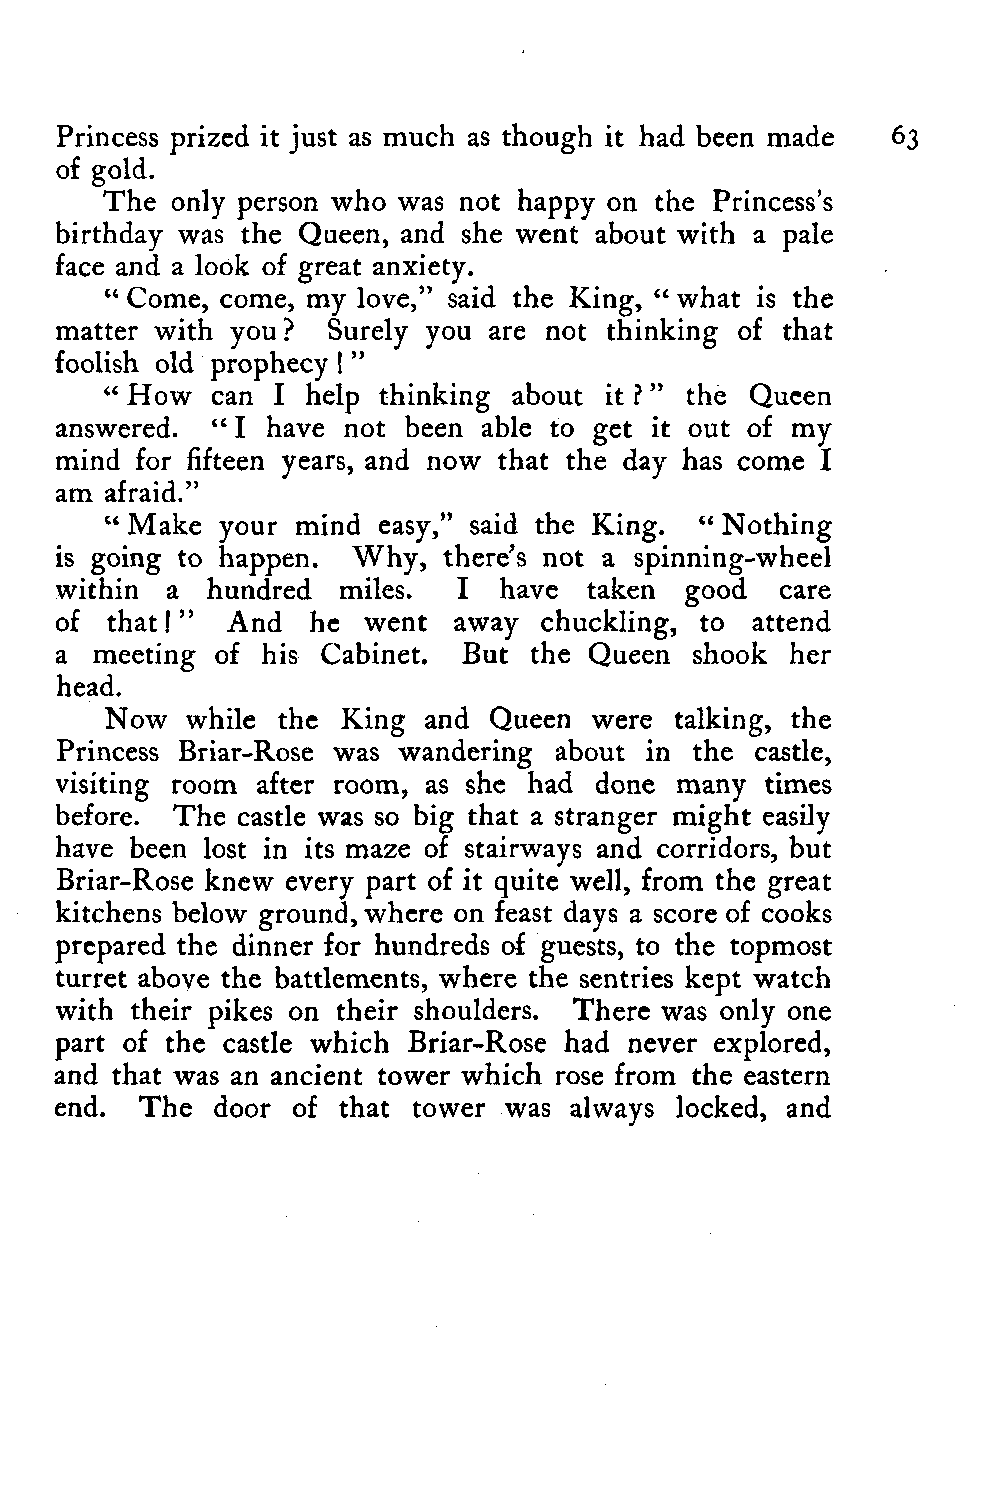 Princess prized it just as much as though it had been made 63
of gold.
The only person who was not happy on the Princess's
birthday was the Queen, and she went about with a pale
face and a look of great anxiety.
“Come, come, my love,” said the King, “what is the
matter with you? Surely you are not thinking of that
foolish old prophecy!”
“How can I help thinking about it?” the Queen
answered. “I have not been able to get it out of my
mind for fifteen years, and now that the day has come I
am afraid.”
“Make your mind easy,” said the King. “Nothing
is going to happen. Why, there's not a spinning-wheel
within a hundred miles. I have taken good care
of that!” And he went away chuckling, to attend
a meeting of his Cabinet. But the Queen shook her
head.
Now while the King and Queen were talking, the
Princess Briar-Rose was wandering about in the castle,
visiting room after room, as she had done many times
before. The castle was so big that a stranger might easily
have been lost in its maze of stairways and corridors, but
Briar-Rose knew every part of it quite well, from the great
kitchens below ground, where on feast days a score of cooks
prepared the dinner for hundreds of guests, to the topmost
turret above the battlements, where the sentries kept watch
with their pikes on their shoulders. There was only one
part of the castle which Briar-Rose had never explored,
and that was an ancient tower which rose from the eastern
end. The door of that tower was always locked, and